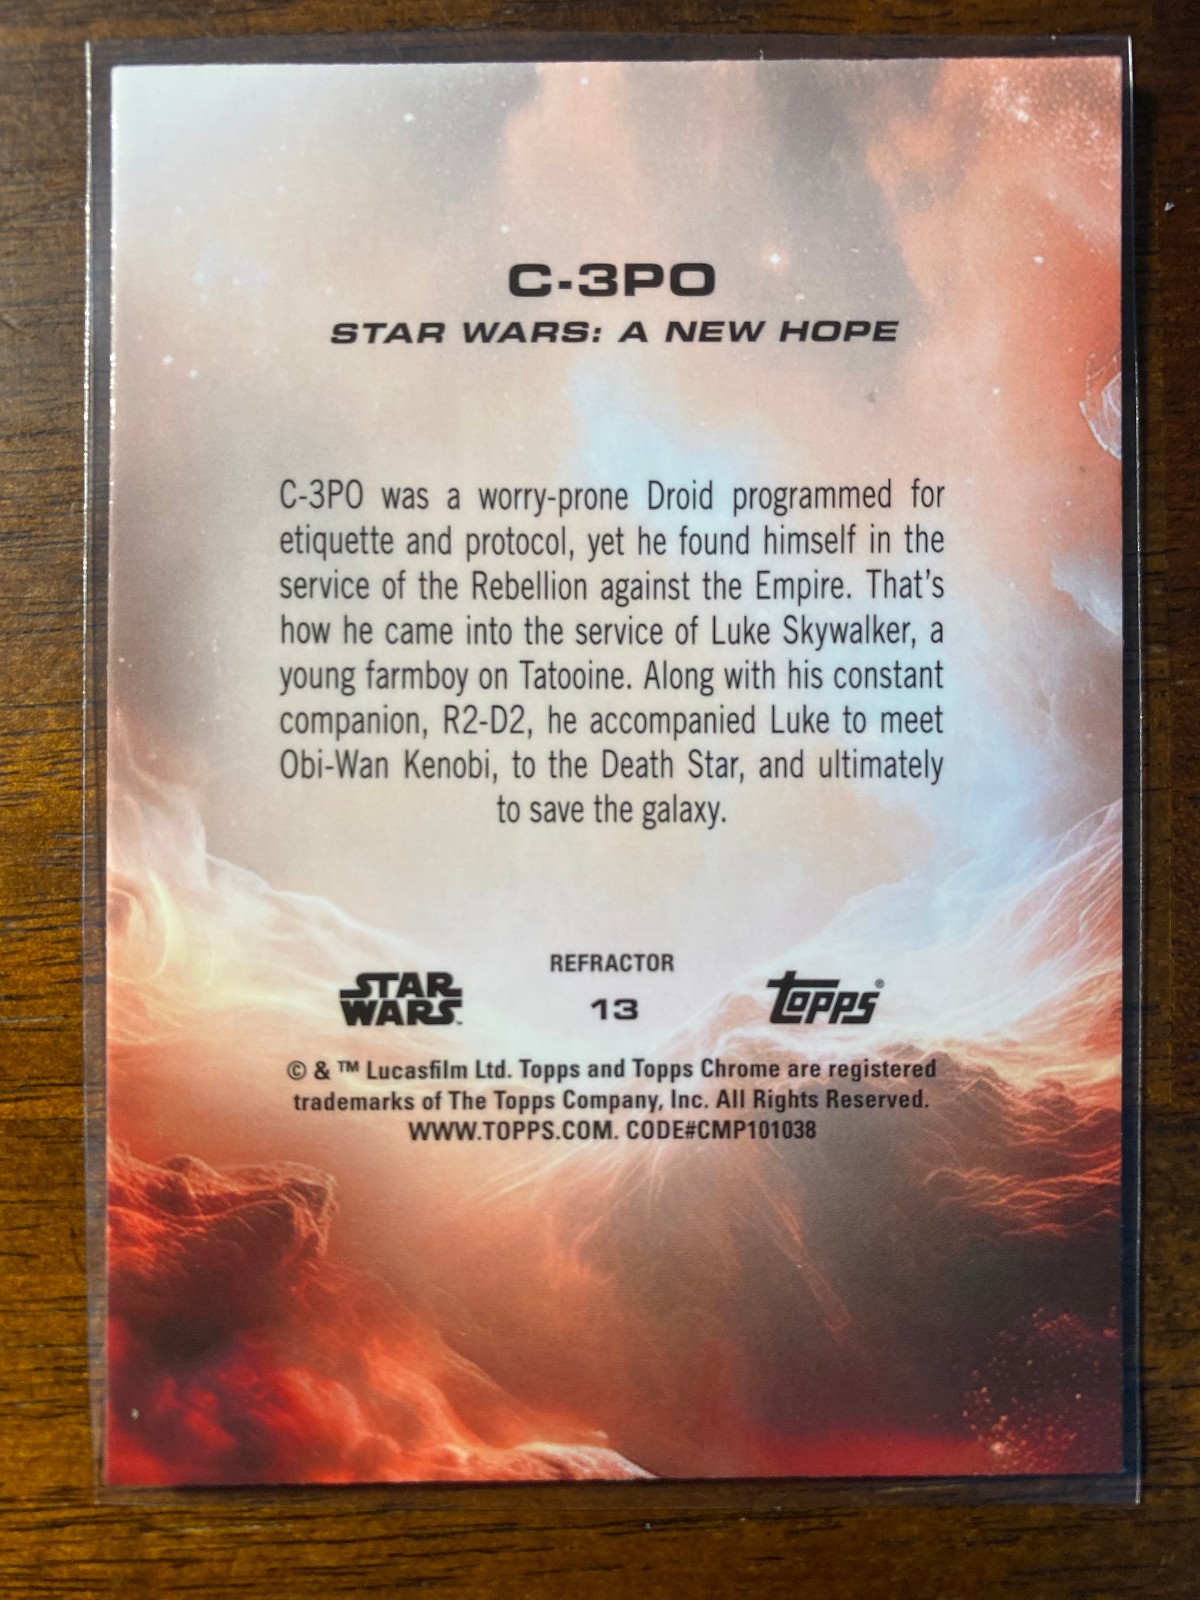 C-3PO
STAR WARS: A NEW HOPE
C-3PO was a worry-prone Droid programmed for
etiquette and protocol, yet he found himself in the
service of the Rebellion against the Empire. That's
how he came into the service of Luke Skywalker, a
young farmboy on Tatooine. Along with his constant
companion, R2-D2, he accompanied Luke to meet
Obi-Wan Kenobi, to the Death Star, and ultimately
to save the galaxy.
REFRACTOR
STAR
WARS™
13
topps®
© & ™ Lucasfilm Ltd. Topps and Topps Chrome are registered
trademarks of The Topps Company, Inc. All Rights Reserved.
WWW.TOPPS.COM. CODE#CMP101038